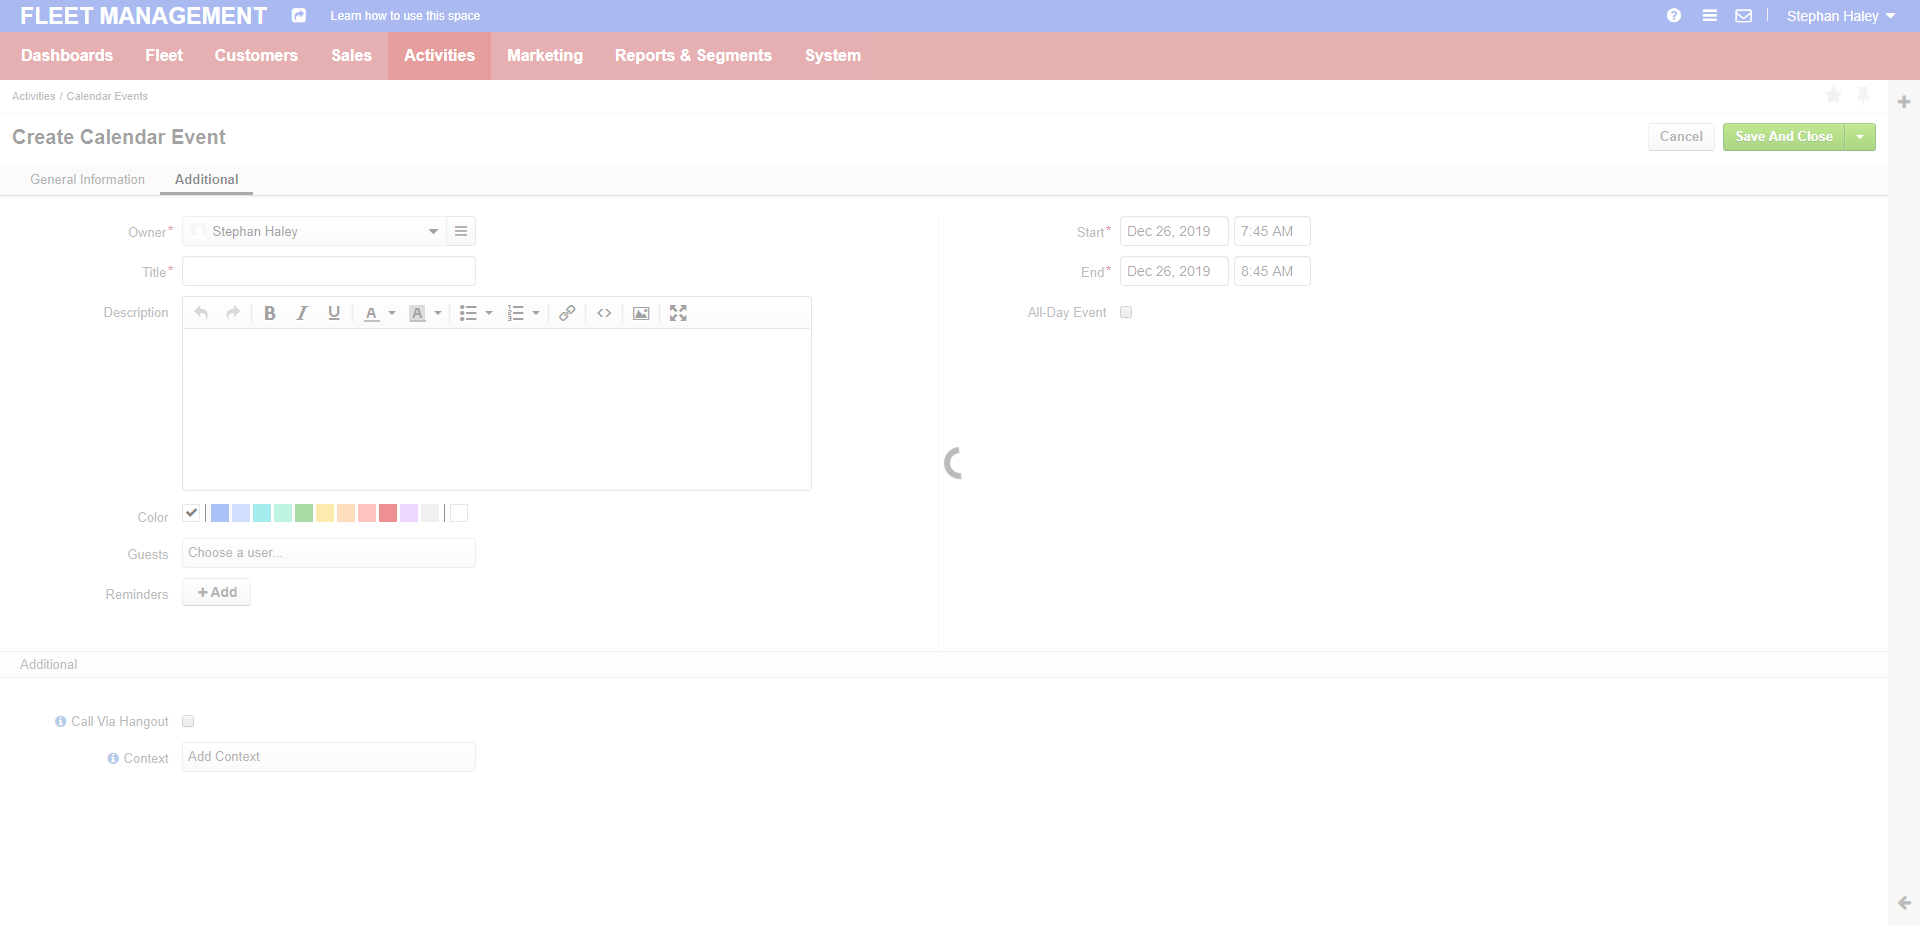 FLEET MANAGEMENT
Learn how to use this space
Stephan Haley
Dashboards
Fleet
Customers
Sales
Activities
Marketing
Reports & Segments
System
Activities / Calendar Events
Create Calendar Event
Cancel
Save And Close
General Information
Additional
Owner*
Stephan Haley
Title*
Description
B
I
U
A
A
Color
Guests
Choose a user...
Reminders
+ Add
Start*
Dec 26, 2019
7:45 AM
End*
Dec 26, 2019
8:45 AM
All-Day Event
Additional
Call Via Hangout
Context
Add Context